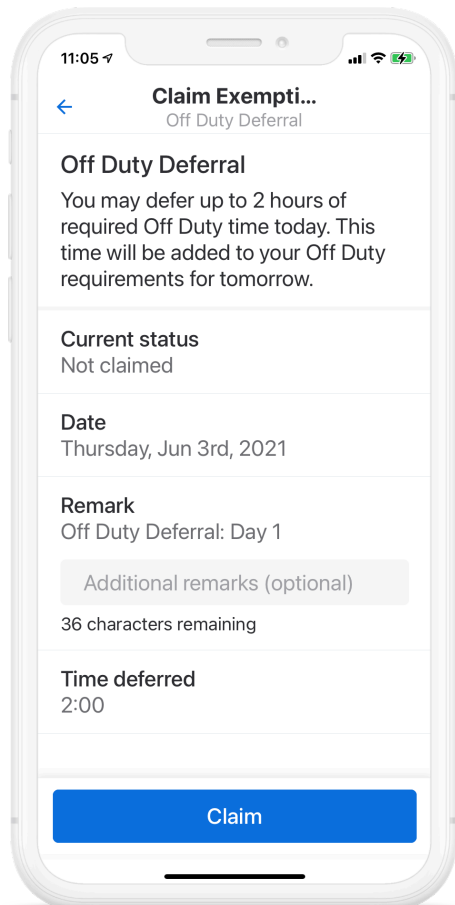 11:05
Claim Exempti...
Off Duty Deferral
Off Duty Deferral
You may defer up to 2 hours of
required Off Duty time today. This
time will be added to your Off Duty
requirements for tomorrow.
Current status
Not claimed
Date
Thursday, Jun 3rd, 2021
Remark
Off Duty Deferral: Day 1
Additional remarks (optional)
36 characters remaining
Time deferred
2:00
Claim